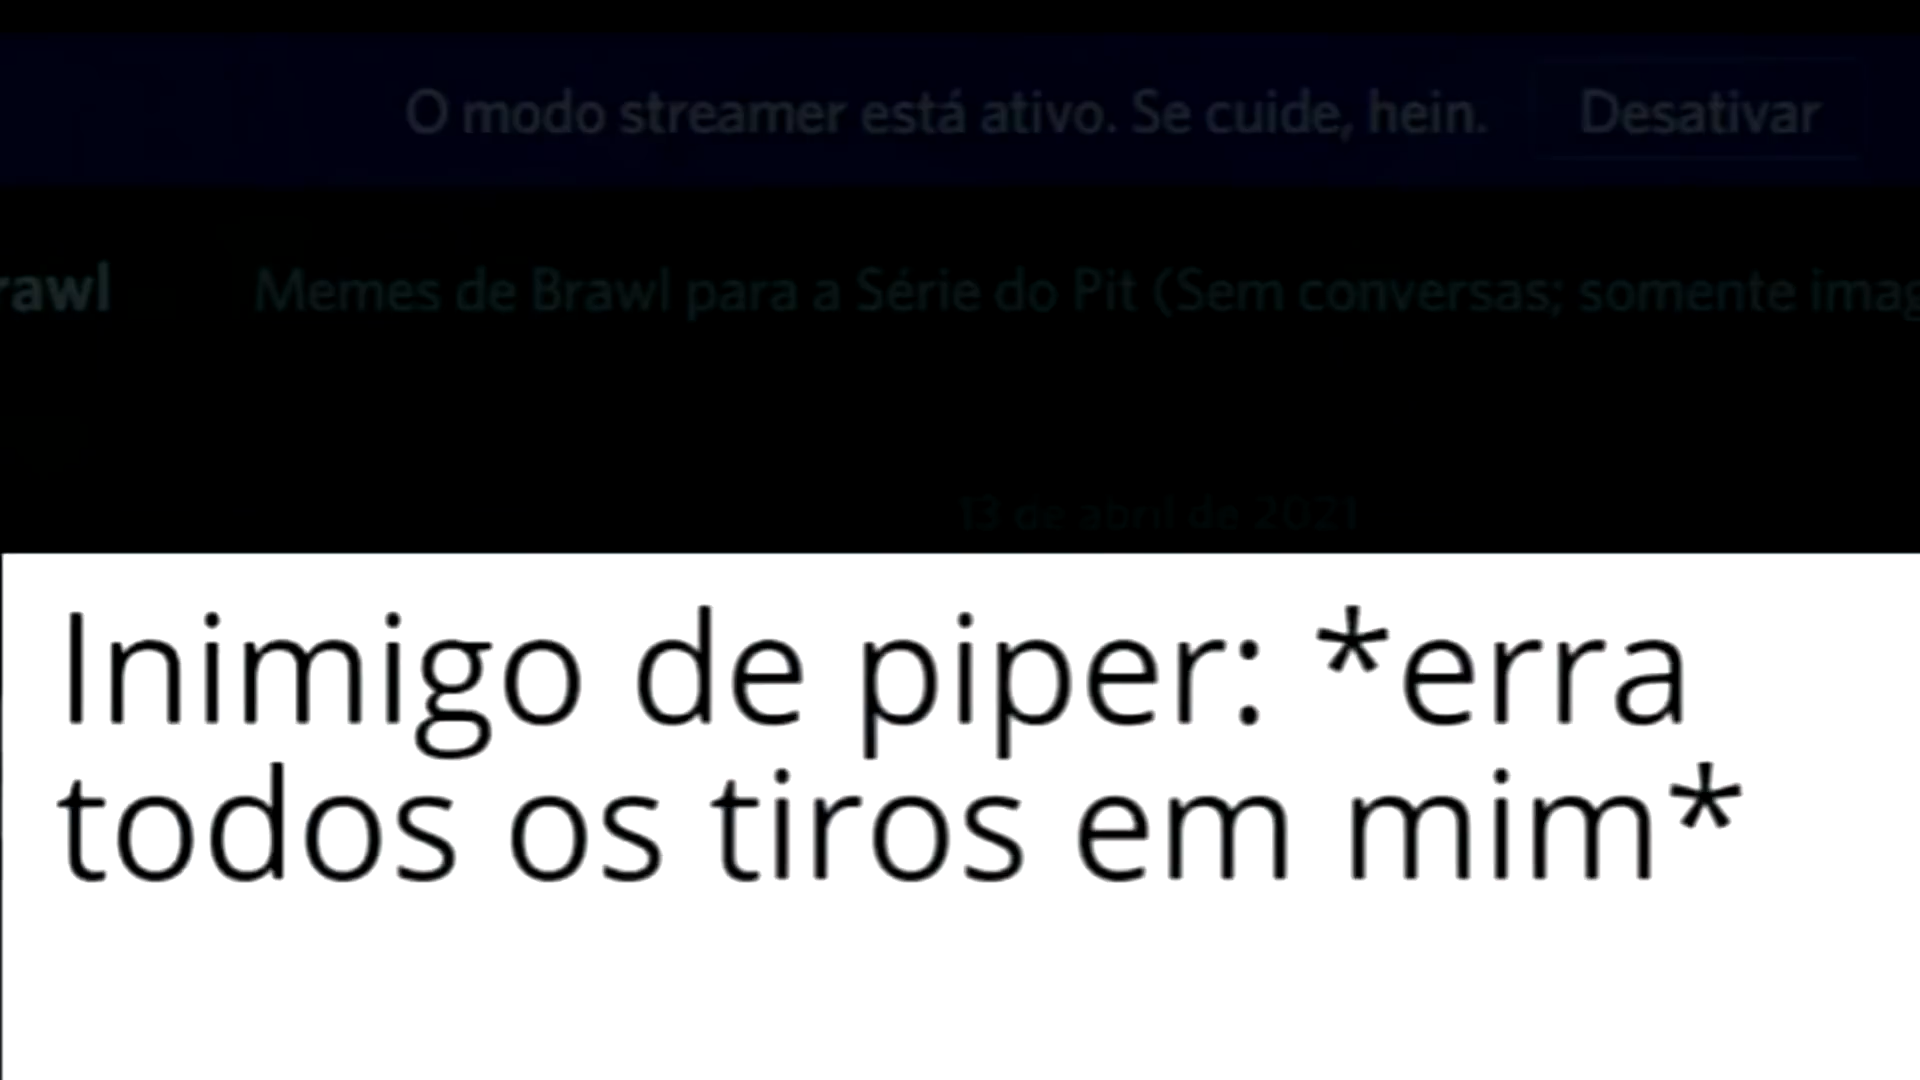 O modo streamer está ativo. Se cuide, hein. Desativar
rawl Memes de Brawl para a Série do Pit (Sem conversas; somente imag
13 de abril de 2021
Inimigo de piper: *erra
todos os tiros em mim*